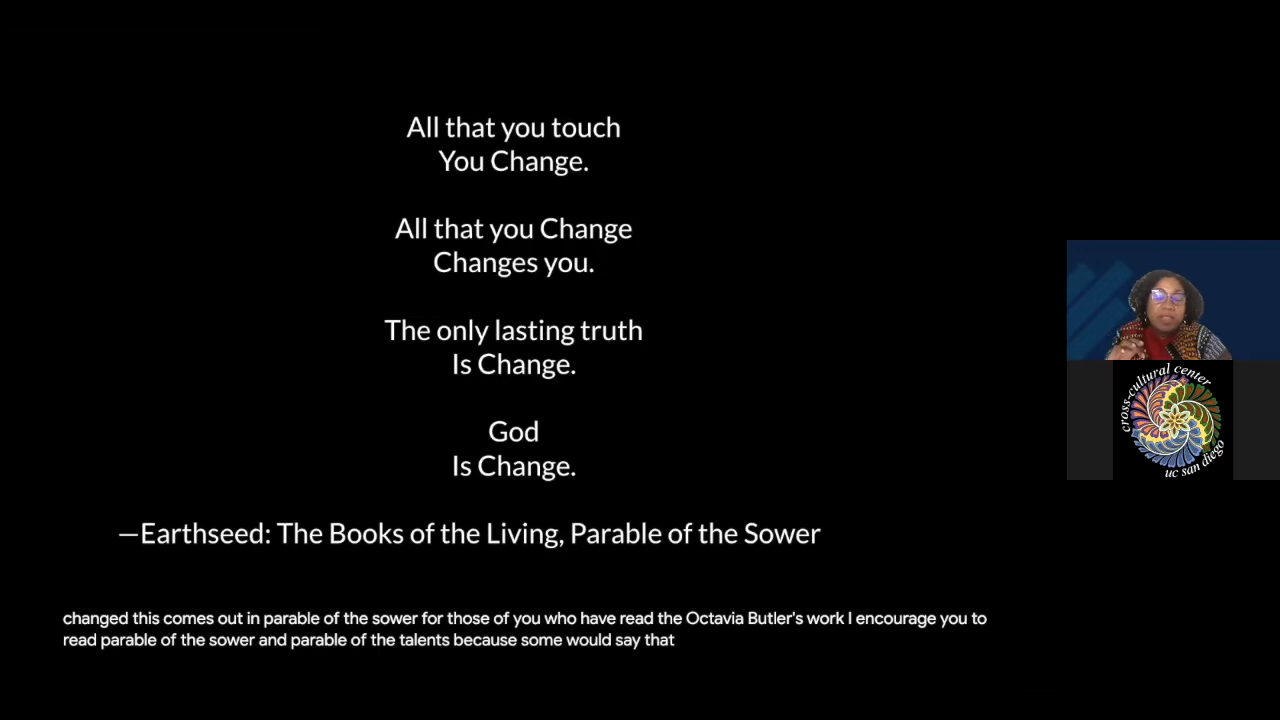 All that you touch
You Change.
All that you Change
Changes you.
The only lasting truth
Is Change.
God
Is Change.
—Earthseed: The Books of the Living, Parable of the Sower
cross-cultural center
uc san diego
changed this comes out in parable of the sower for those of you who have read the Octavia Butler's work I encourage you to
read parable of the sower and parable of the talents because some would say that